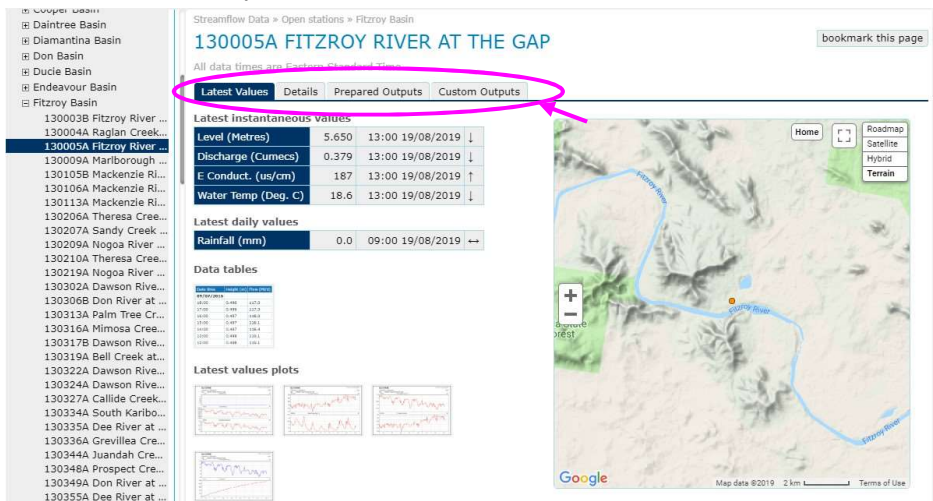 Cooper Basin
Daintree Basin
Diamantina Basin
Don Basin
Ducie Basin
Endeavour Basin
Fitzroy Basin
130003B Fitzroy River ...
130004A Raglan Creek...
130005A Fitzroy River ...
130009A Marlborough ...
130105B Mackenzie Ri...
130106A Mackenzie Ri...
130113A Mackenzie Ri...
130206A Theresa Cree...
130207A Sandy Creek ...
130209A Nogoa River ...
130210A Theresa Cree...
130219A Nogoa River ...
130302A Dawson Rive...
130306B Don River at ...
130313A Palm Tree Cr...
130316A Mimosa Cree...
130317B Dawson Rive...
130319A Bell Creek at...
130322A Dawson Rive...
130324A Dawson Rive...
130327A Callide Creek...
130334A South Karibo...
130335A Dee River at ...
130336A Grevillea Cre...
130344A Juandah Cre...
130348A Prospect Cre...
130349A Don River at ...
130355A Dee River at ...
Streamflow Data » Open stations » Fitzroy Basin
130005A FITZROY RIVER AT THE GAP
bookmark this page
All data times are Eastern Standard Time
Latest Values Details Prepared Outputs Custom Outputs
Latest instantaneous values
Level (Metres) 5.650 13:00 19/08/2019 ↓
Discharge (Cumecs) 0.379 13:00 19/08/2019 ↓
E Conduct. (us/cm) 187 13:00 19/08/2019 ↑
Water Temp (Deg. C) 18.6 13:00 19/08/2019 ↓
Latest daily values
Rainfall (mm) 0.0 09:00 19/08/2019 ↔
Data tables
Latest values plots
Home
Roadmap
Satellite
Hybrid
Terrain
Fitzroy River
+
−
Fitzroy River
Fitzroy River
Google
Map data ©2019 2 km Terms of Use